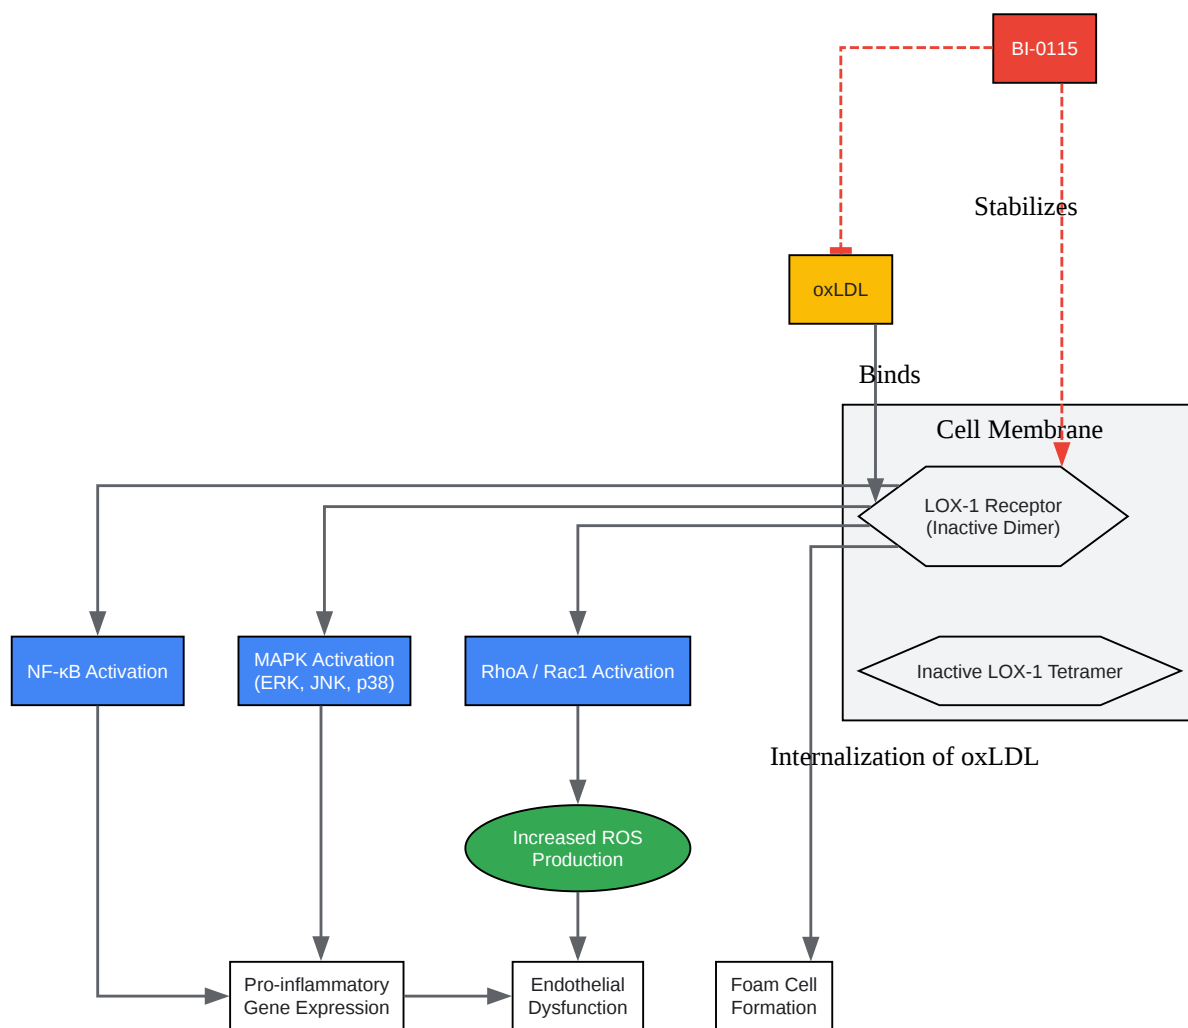 BI-0115
Stabilizes
oxLDL
Binds
Cell Membrane
LOX-1 Receptor
(Inactive Dimer)
NF-κB Activation
MAPK Activation
(ERK, JNK, p38)
RhoA / Rac1 Activation
Inactive LOX-1 Tetramer
Internalization of oxLDL
Increased ROS
Production
Pro-inflammatory
Gene Expression
Endothelial
Dysfunction
Foam Cell
Formation